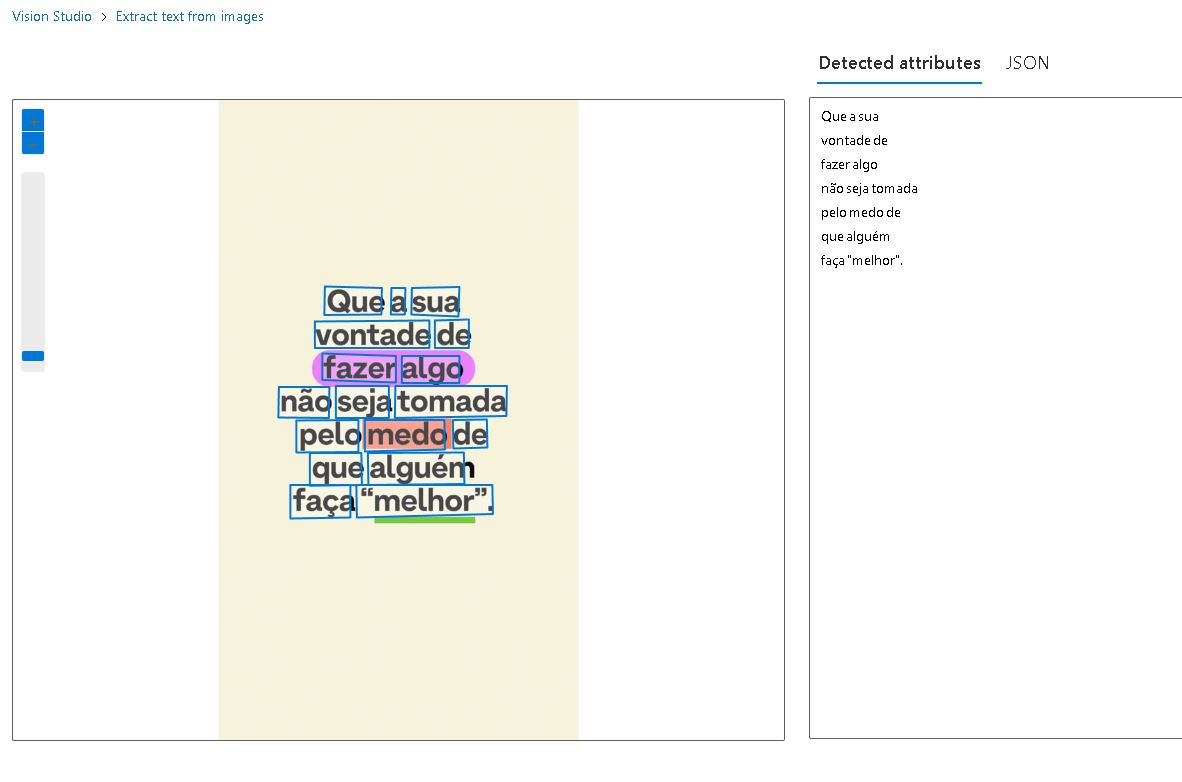 Vision Studio > Extract text from images
Detected attributes JSON
+
-
Que a sua
vontade de
fazer algo
não seja tomada
pelo medo de
que alguém
faça “melhor”.
Que a sua
vontade de
fazer algo
não seja tomada
pelo medo de
que alguém
faça "melhor".